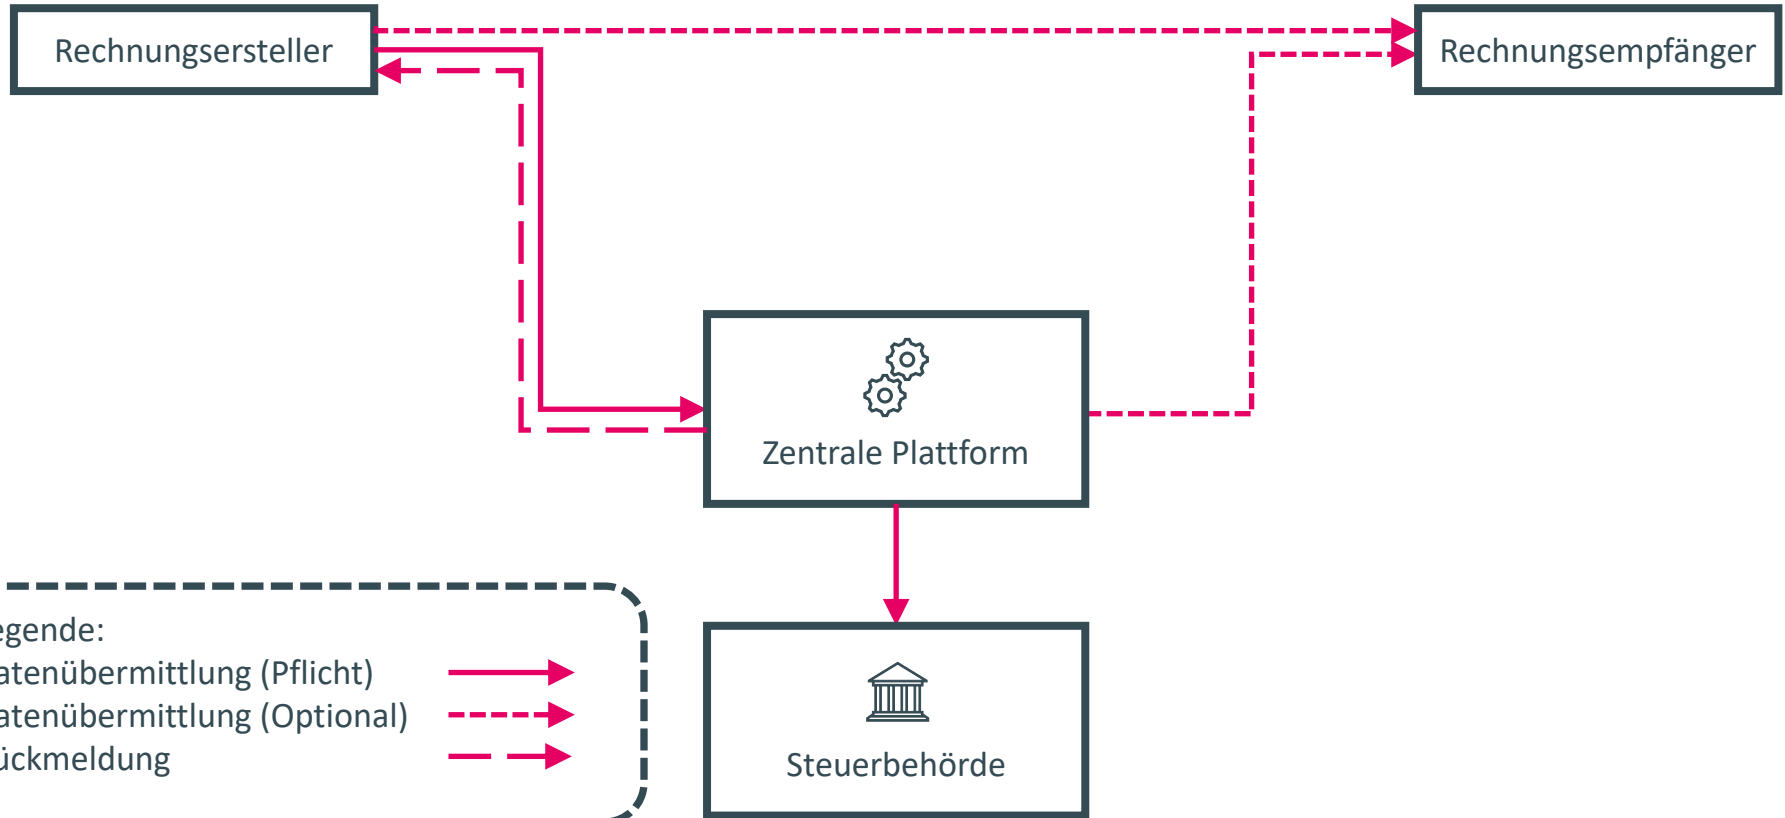 Rechnungsersteller
Rechnungsempfänger
Zentrale Plattform
egende:
atenübermittlung (Pflicht)
atenübermittlung (Optional)
ückmeldung
Steuerbehörde